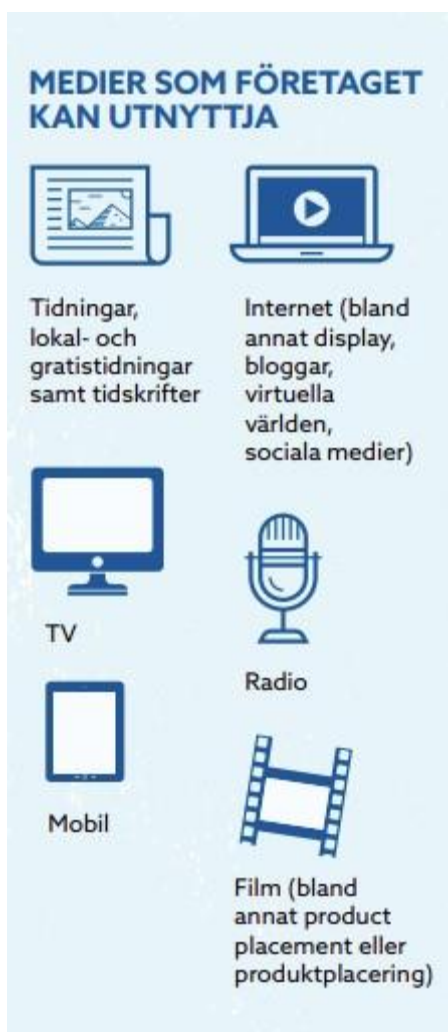 MEDIER SOM FÖRETAGET
KAN UTNYTTJA
Tidningar,
lokal- och
gratistidningar
samt tidskrifter
Internet (bland
annat display,
bloggar,
virtuella
världen,
sociala medier)
TV
Radio
Mobil
Film (bland
annat product
placement eller
produktplacering)